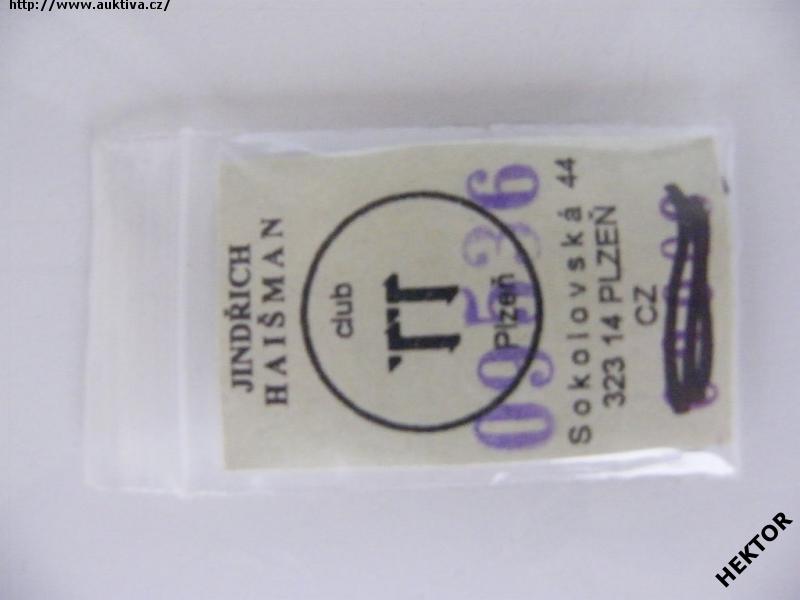 http://www.auktiva.cz/
JINDŘICH
HAIŠMAN
club
TT
Plzeň
09536
Sokolovská 44
323 14 PLZEŇ
CZ
HEKTOR